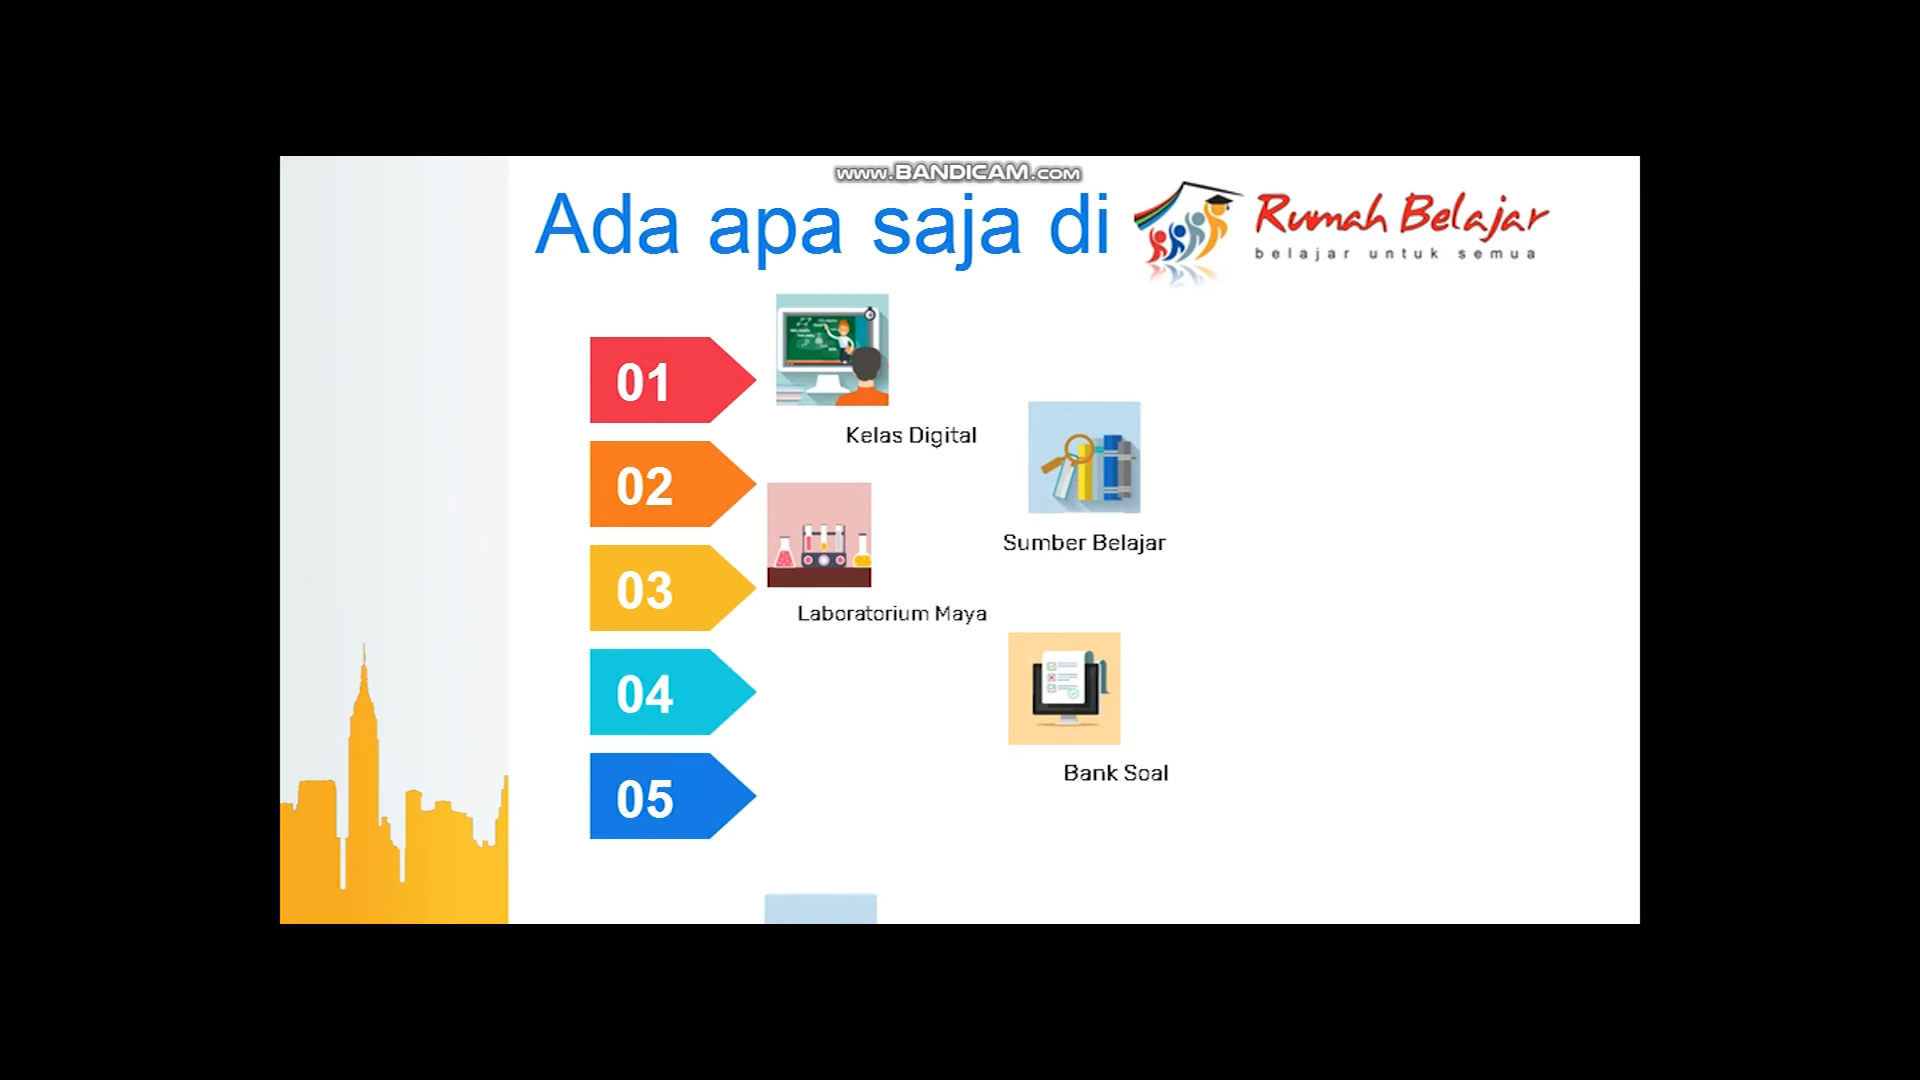 www.BANDICAM.com
Ada apa saja di
Rumah Belajar
belajar untuk semua
01
Kelas Digital
02
Sumber Belajar
03
Laboratorium Maya
04
Bank Soal
05